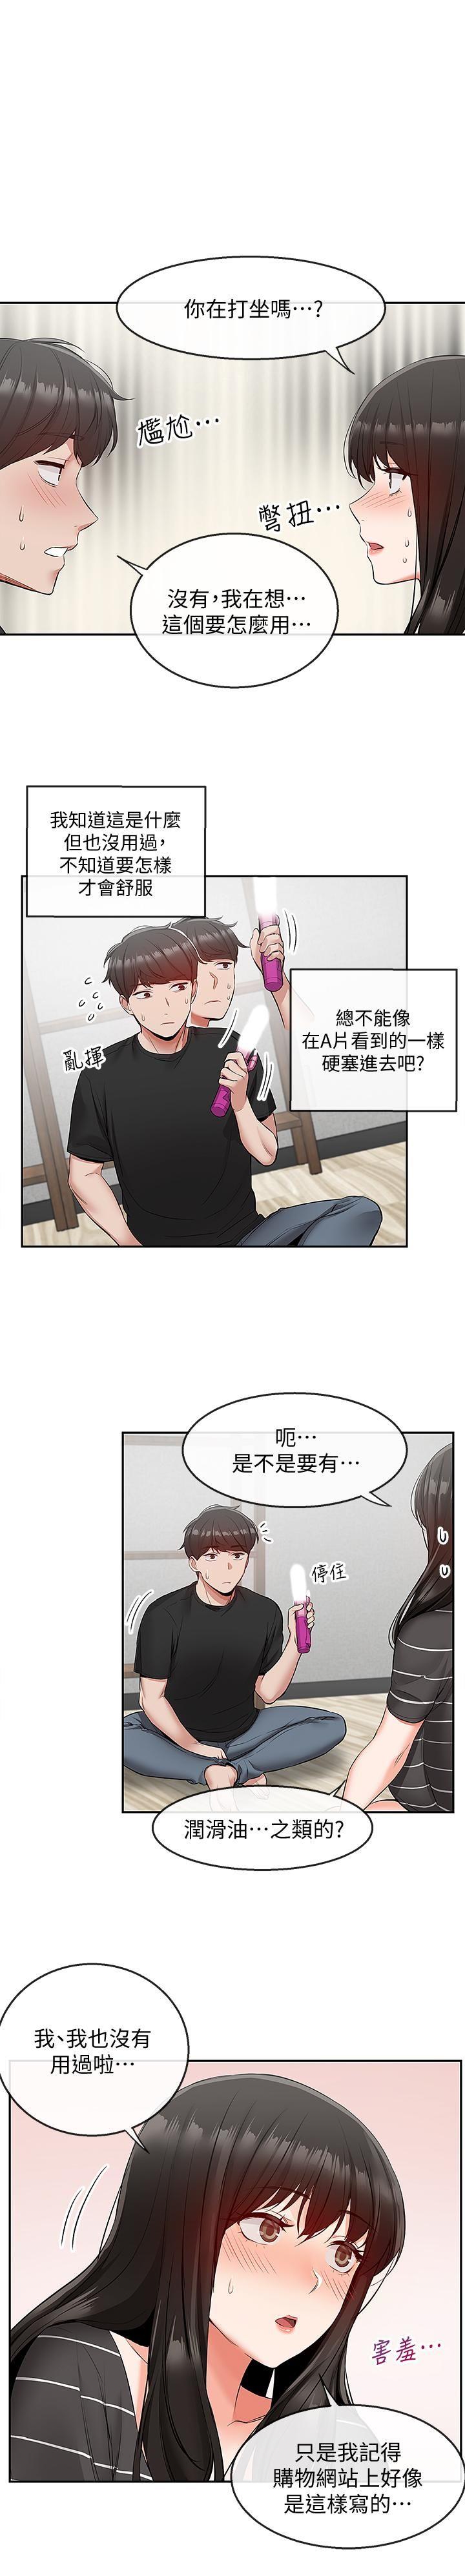 你在打坐嗎⋯?
尷尬⋯
彆扭⋯
沒有，我在想⋯
這個要怎麼用⋯
我知道這是什麼
但也沒用過，
不知道要怎樣
才會舒服
總不能像
在A片看到的一樣
硬塞進去吧?
亂揮
呃⋯
是不是要有⋯
停住
潤滑油⋯之類的?
我、我也沒有
用過啦⋯
害羞⋯
只是我記得
購物網站上好像
是這樣寫的⋯